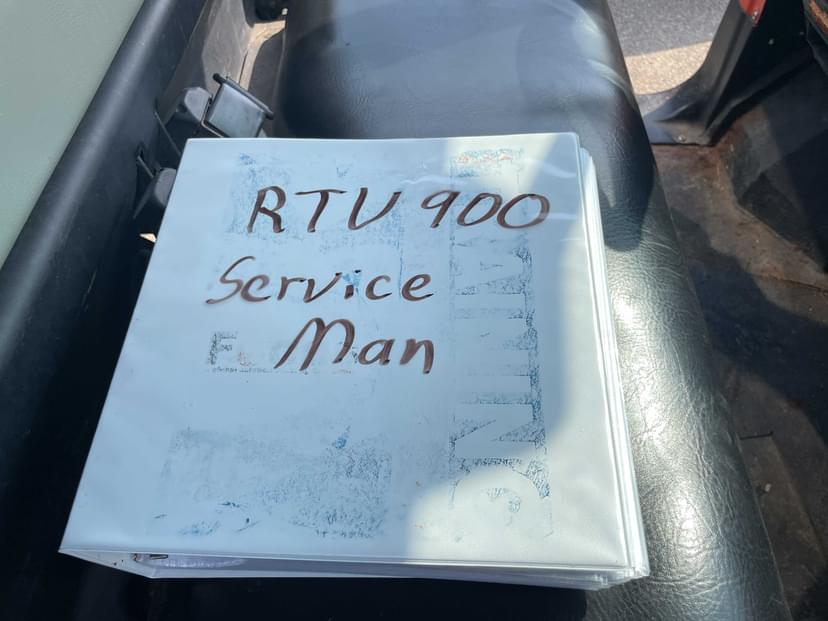 RTV 900
Service
Man